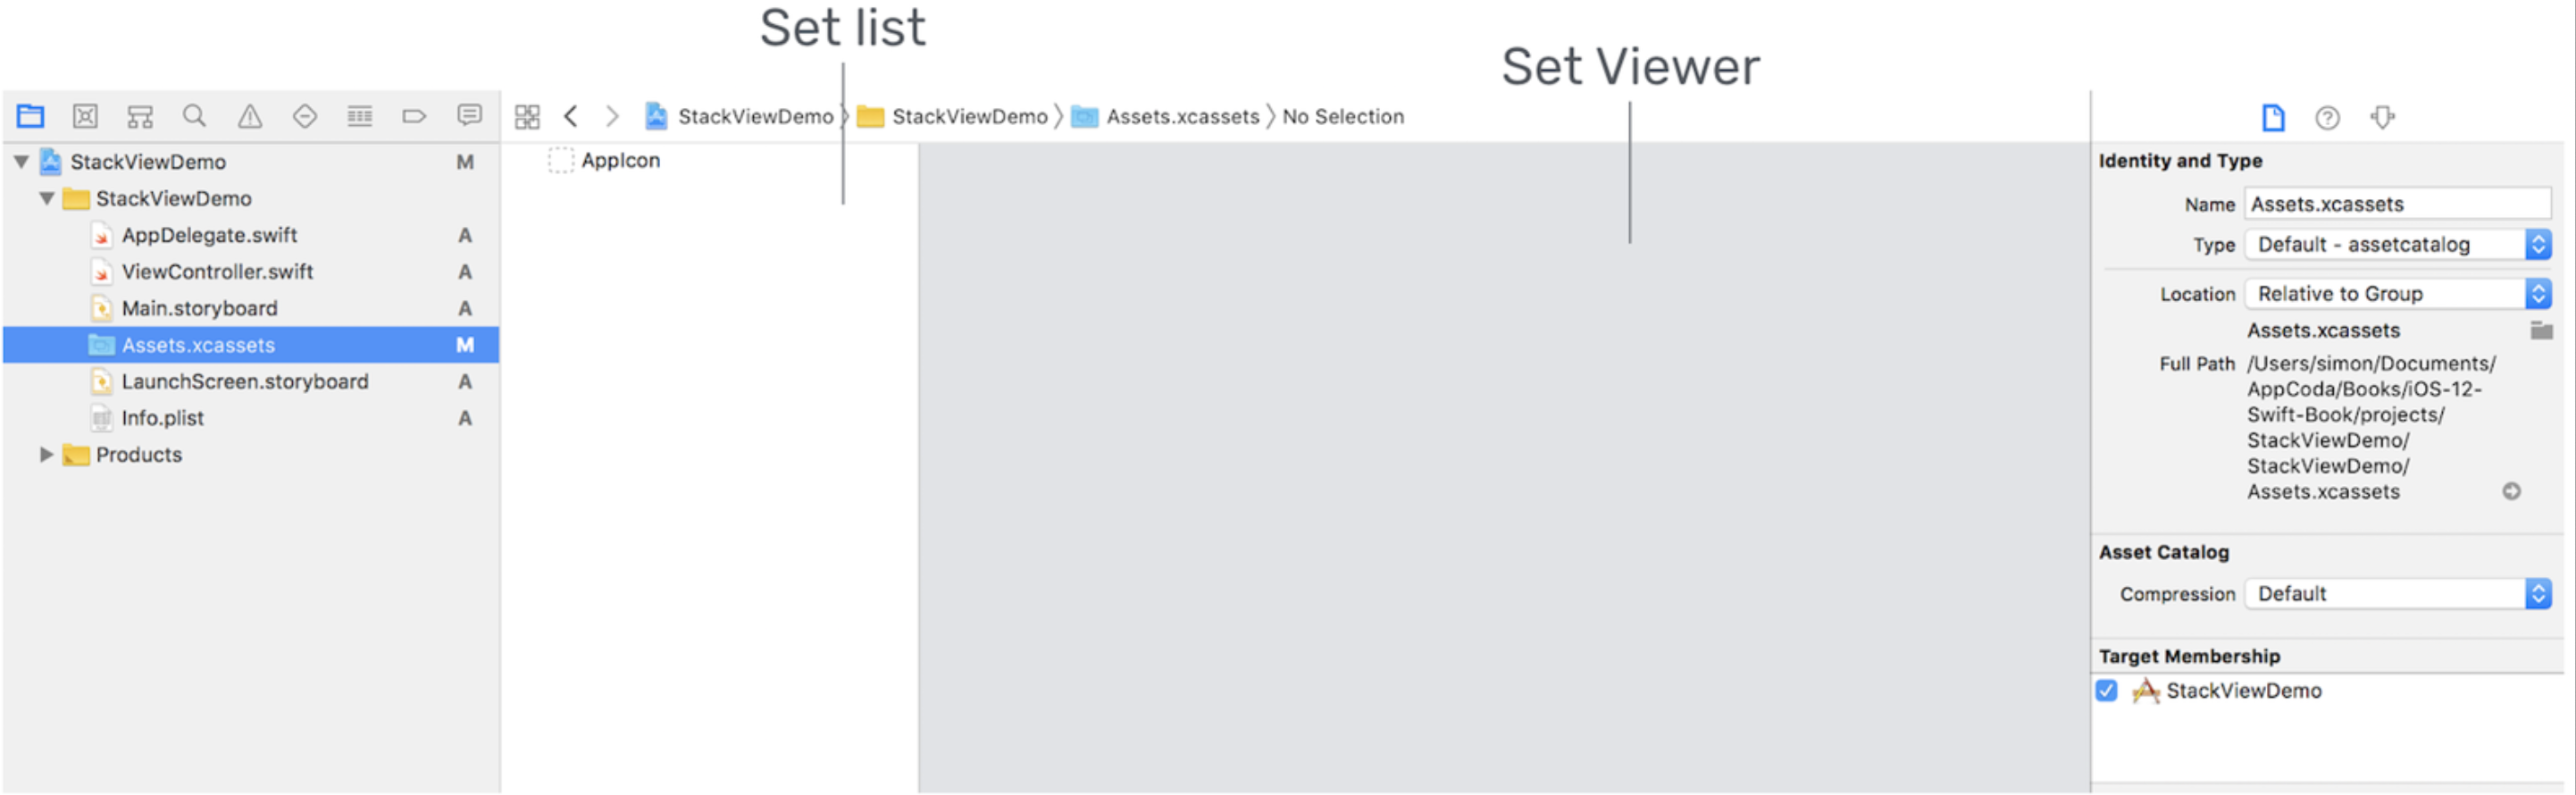 Set list
Set Viewer
StackViewDemo 〉 StackViewDemo 〉 Assets.xcassets 〉 No Selection
StackViewDemo M
StackViewDemo
AppDelegate.swift A
ViewController.swift A
Main.storyboard A
Assets.xcassets M
LaunchScreen.storyboard A
Info.plist A
Products
AppIcon
Identity and Type
Name Assets.xcassets
Type Default - assetcatalog
Location Relative to Group
Assets.xcassets
Full Path /Users/simon/Documents/
AppCoda/Books/iOS-12-
Swift-Book/projects/
StackViewDemo/
StackViewDemo/
Assets.xcassets
Asset Catalog
Compression Default
Target Membership
StackViewDemo